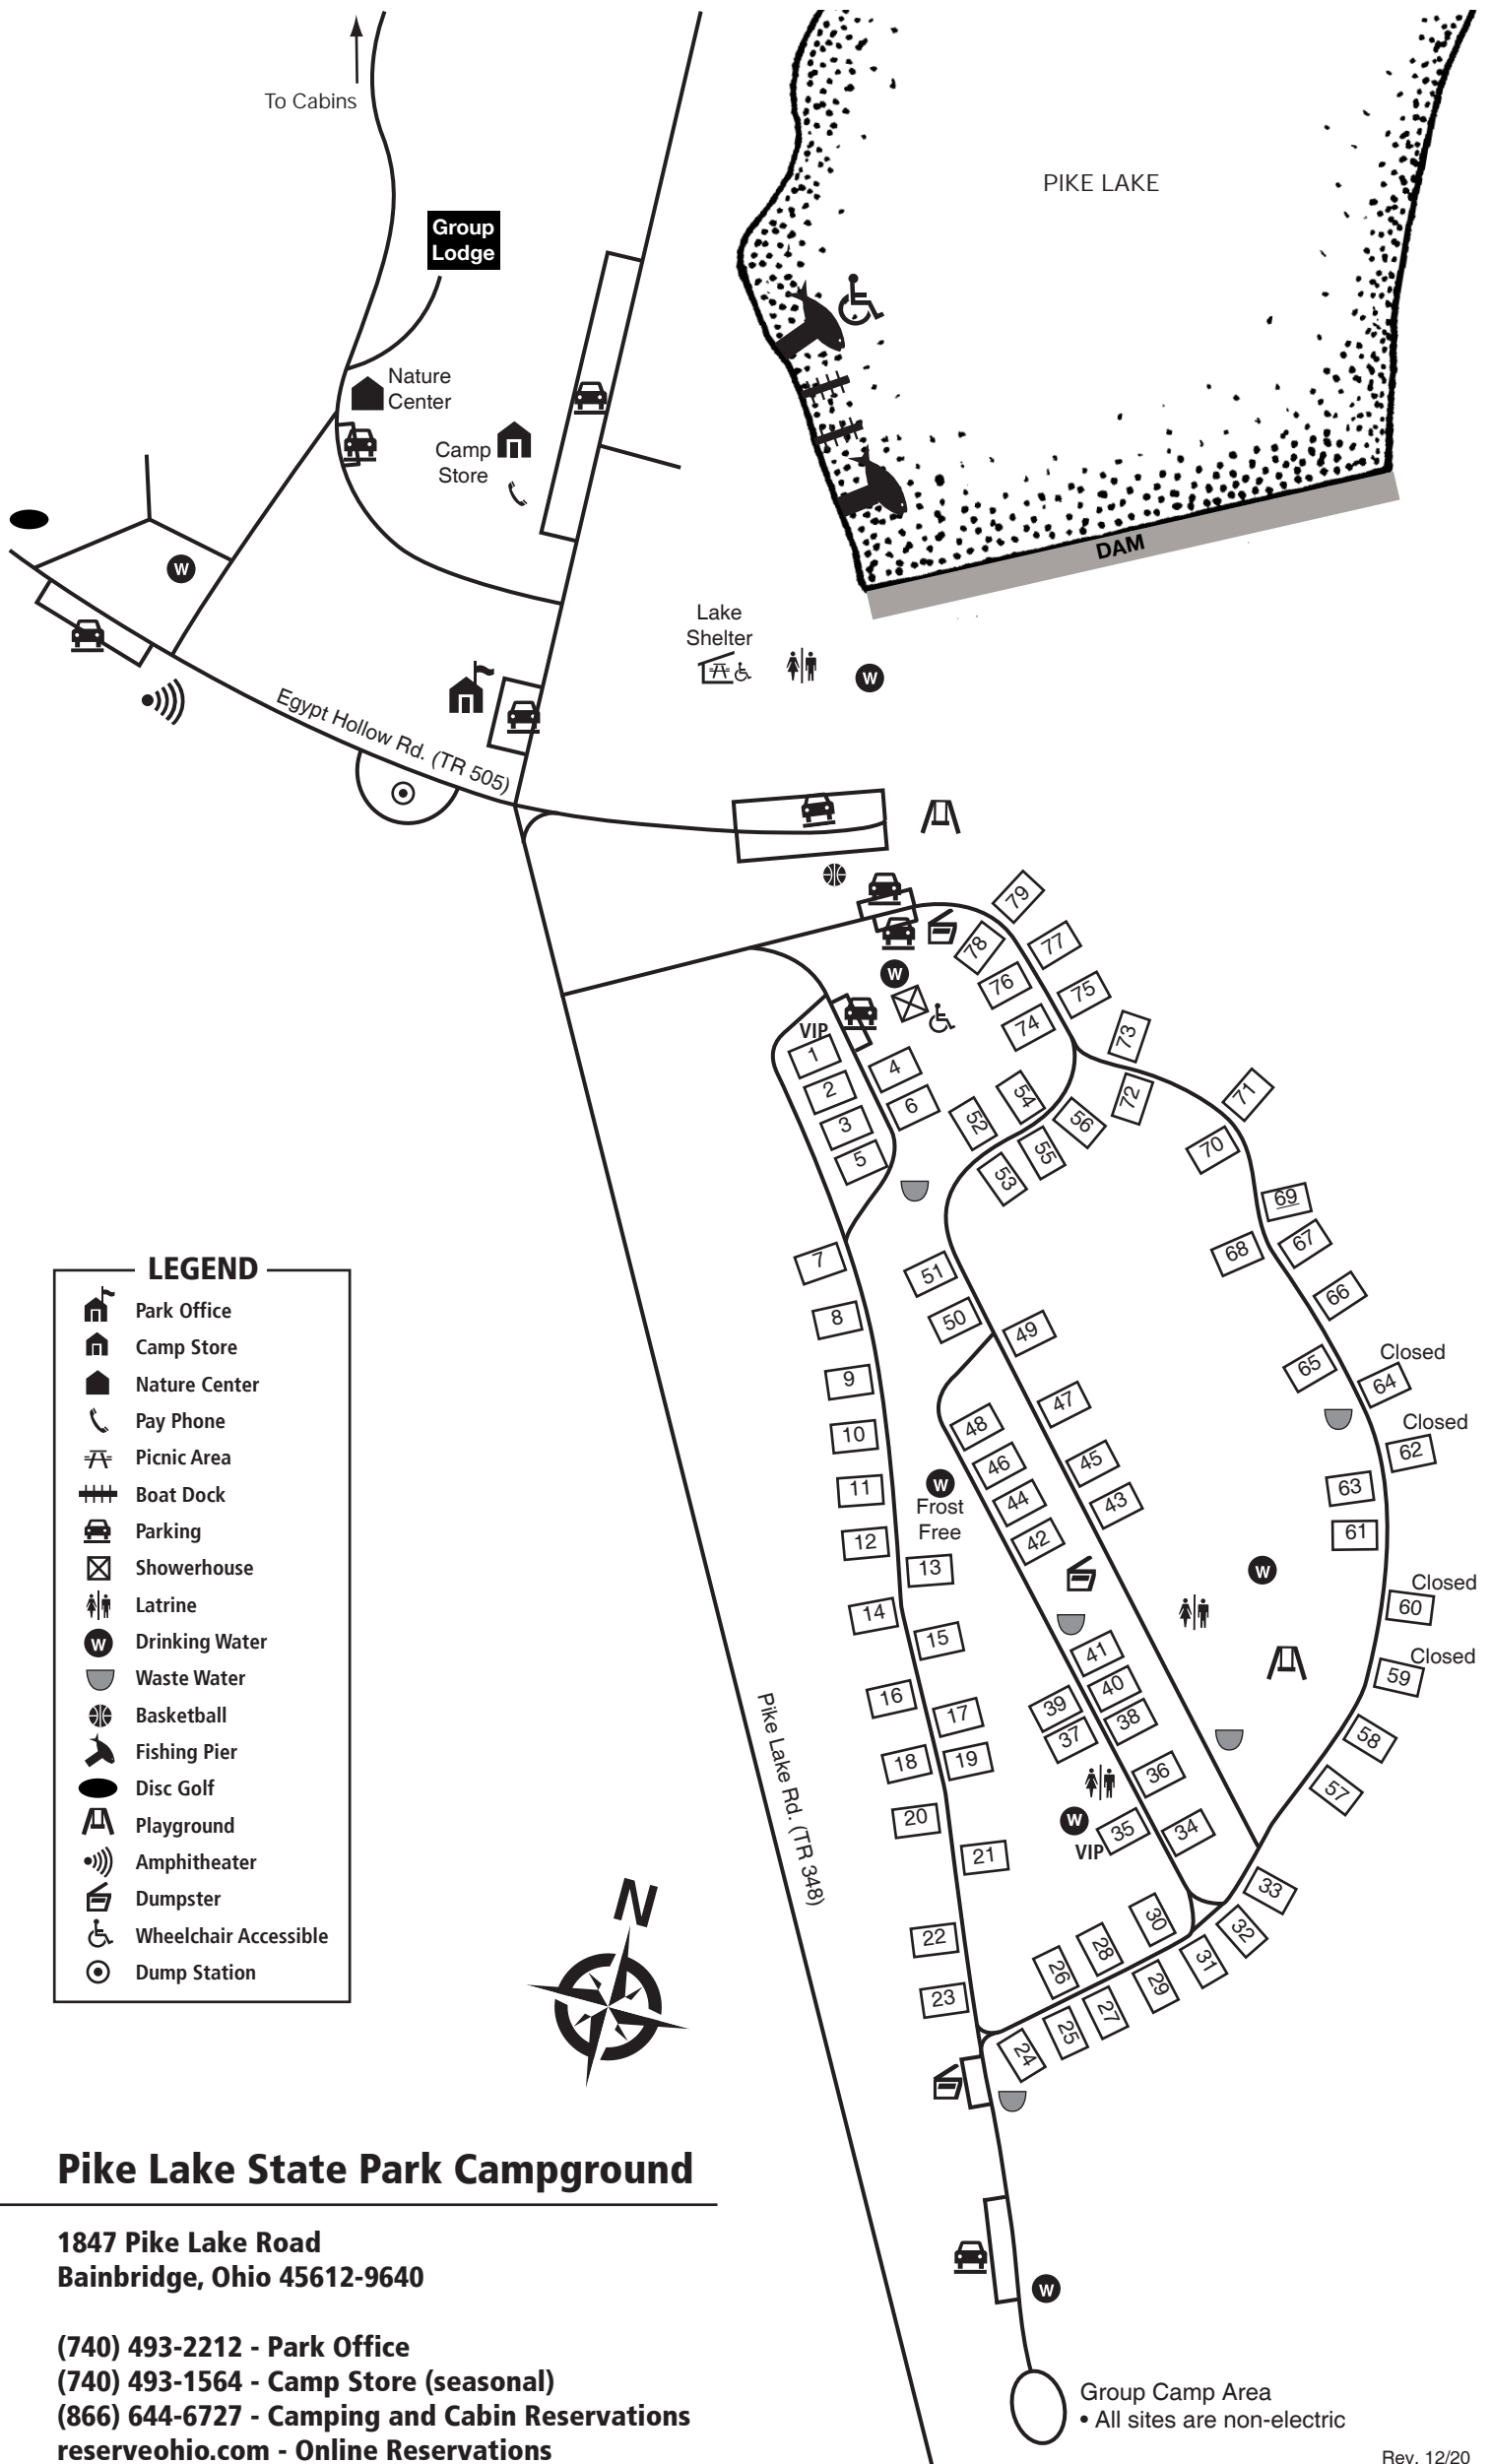 To Cabins
PIKE LAKE
Group
Lodge
Nature
Center
Camp
Store
W
DAM
Lake
Shelter
W
Egypt Hollow Rd. (TR 505)
79
78
77
W
76
75
74
73
VIP
1
4
2
6
54
72
71
3
52
56
5
55
70
53
69
7
68
67
51
66
8
50
49
Closed
65
64
9
47
Closed
48
62
10
45
46
W
63
11
44
43
Frost
Free
42
61
12
13
W
Closed
60
14
15
41
Closed
59
16
40
39
17
38
58
37
18
19
36
57
20
W
35
34
VIP
21
33
Pike Lake Rd. (TR 348)
30
32
22
28
31
26
29
23
27
25
24
LEGEND
Park Office
Camp Store
Nature Center
Pay Phone
Picnic Area
Boat Dock
Parking
Showerhouse
Latrine
W Drinking Water
Waste Water
Basketball
Fishing Pier
Disc Golf
Playground
Amphitheater
Dumpster
Wheelchair Accessible
Dump Station
N
Pike Lake State Park Campground
1847 Pike Lake Road
Bainbridge, Ohio 45612-9640
(740) 493-2212 - Park Office
(740) 493-1564 - Camp Store (seasonal)
(866) 644-6727 - Camping and Cabin Reservations
reserveohio.com - Online Reservations
W
Group Camp Area
• All sites are non-electric
Rev. 12/20